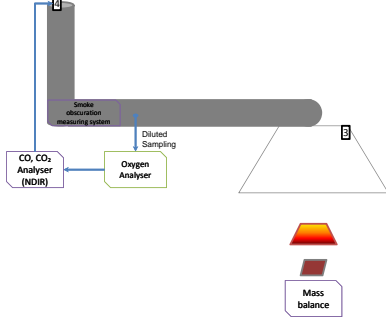 4
Smoke
obscuration
measuring system
3
Diluted
Sampling
CO, CO₂
Analyser
(NDIR)
Oxygen
Analyser
Mass
balance